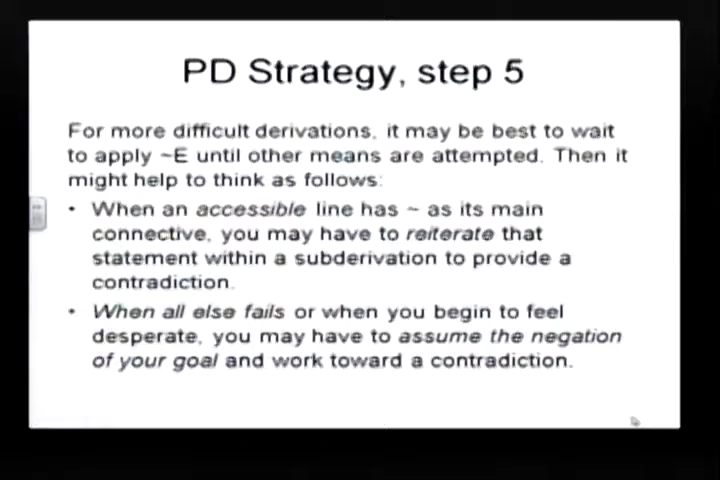 PD Strategy, step 5
For more difficult derivations, it may be best to wait
to apply ~E until other means are attempted. Then it
might help to think as follows:
• When an accessible line has ~ as its main
connective, you may have to reiterate that
statement within a subderivation to provide a
contradiction.
• When all else fails or when you begin to feel
desperate, you may have to assume the negation
of your goal and work toward a contradiction.